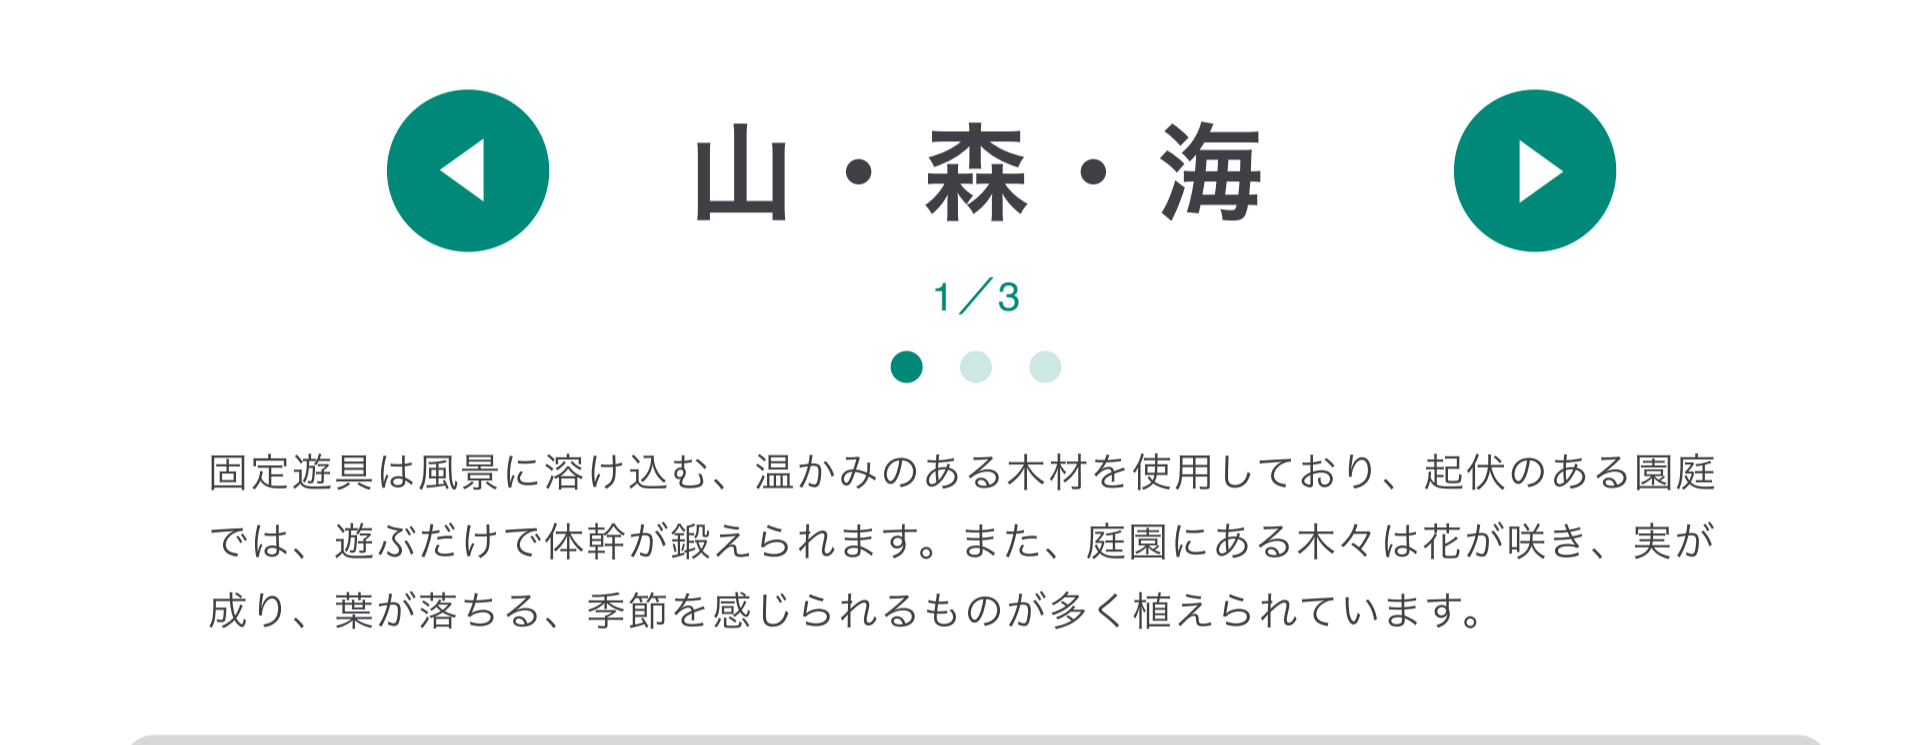 山・森・海
1／3
固定遊具は風景に溶け込む、温かみのある木材を使用しており、起伏のある園庭
では、遊ぶだけで体幹が鍛えられます。また、庭園にある木々は花が咲き、実が
成り、葉が落ちる、季節を感じられるものが多く植えられています。